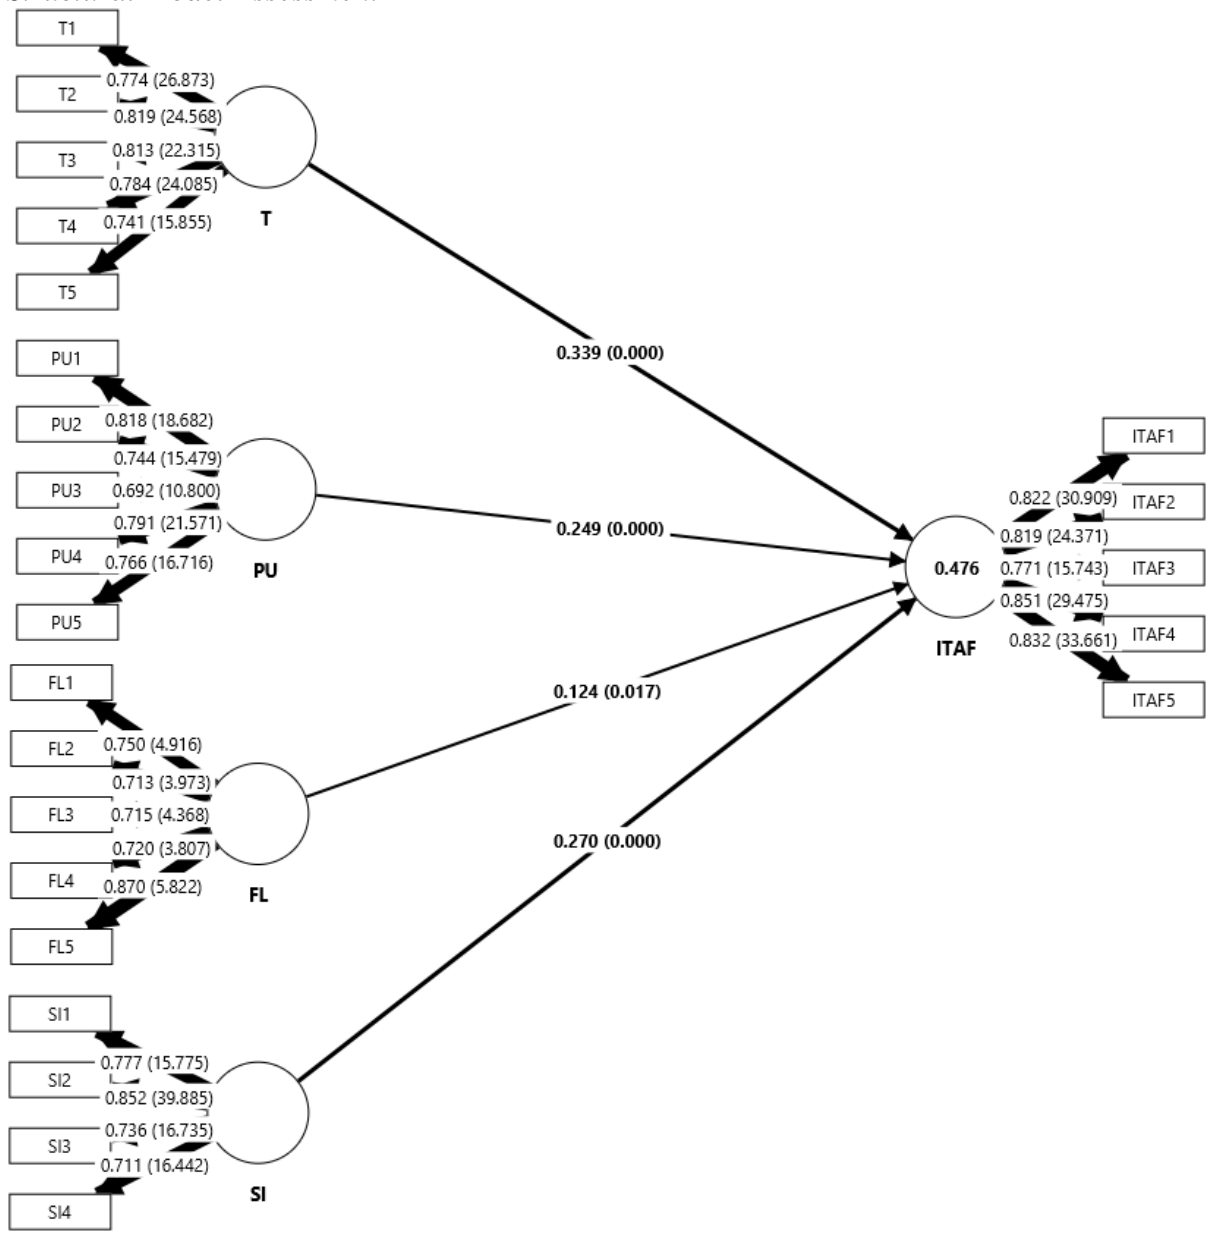 T1
0.774 (26.873)
T2
0.819 (24.568)
0.813 (22.315)
T3
0.784 (24.085)
T4
0.741 (15.855)
T
T5
0.339 (0.000)
PU1
0.818 (18.682)
PU2
0.744 (15.479)
PU3
0.692 (10.800)
0.791 (21.571)
PU4
0.766 (16.716)
PU
PU5
0.249 (0.000)
FL1
0.750 (4.916)
FL2
0.713 (3.973)
FL3
0.715 (4.368)
0.720 (3.807)
FL4
0.870 (5.822)
FL
FL5
0.124 (0.017)
SI1
0.777 (15.775)
SI2
0.852 (39.885)
0.736 (16.735)
SI3
0.711 (16.442)
SI
SI4
0.270 (0.000)
0.476
ITAF
ITAF1
0.822 (30.909)
ITAF2
0.819 (24.371)
0.771 (15.743)
ITAF3
0.851 (29.475)
ITAF4
0.832 (33.661)
ITAF5